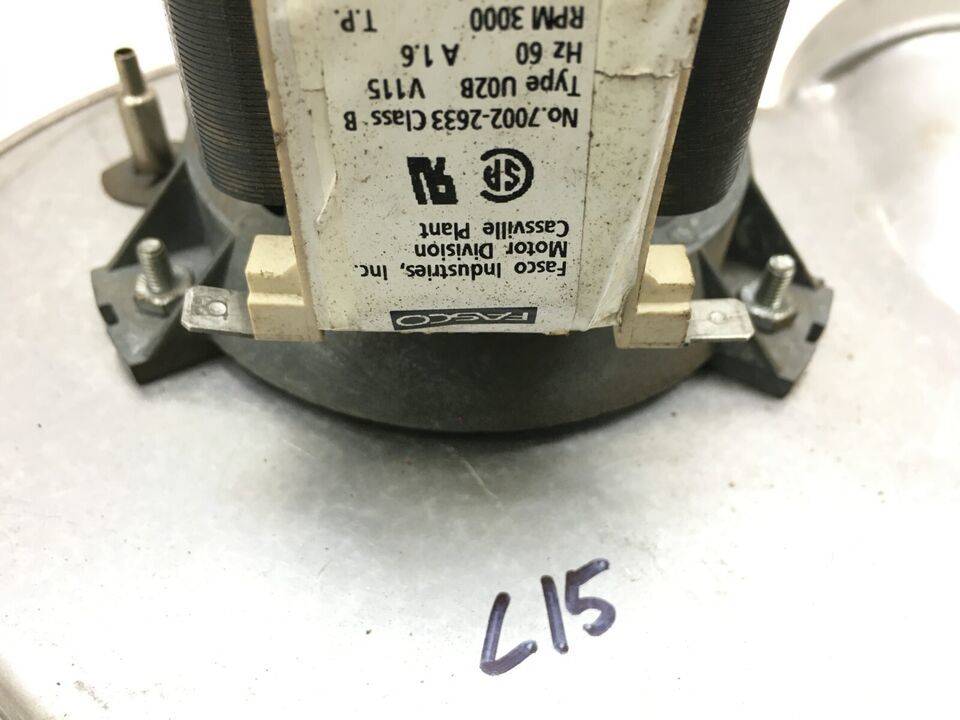 FASCO
Fasco Industries, Inc.
Motor Division
Cassville Plant
No.7002-2633 Class B
Type U02B V115
Hz 60 A 1.6
RPM 3000 T.P.
L15